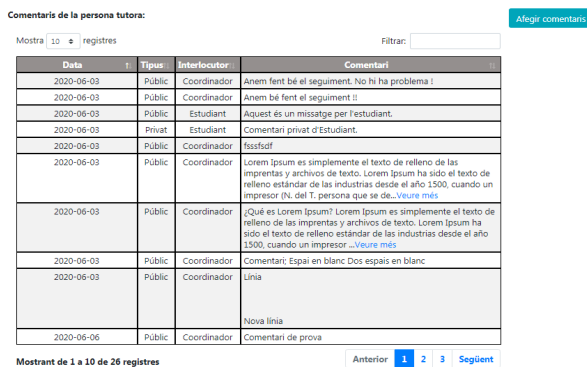 Comentaris de la persona tutora:
Afegir comentaris
Mostra 10 registres
Filtrar:
Data Tipus Interlocutor Comentari
2020-06-03 Públic Coordinador Anem fent bé el seguiment. No hi ha problema !
2020-06-03 Públic Coordinador Anem bé fent el seguiment !!
2020-06-03 Públic Estudiant Aquest és un missatge per l'estudiant.
2020-06-03 Privat Estudiant Comentari privat d'Estudiant.
2020-06-03 Públic Coordinador fsssfsdf
2020-06-03 Públic Coordinador Lorem Ipsum es simplemente el texto de relleno de las
imprentas y archivos de texto. Lorem Ipsum ha sido el texto de
relleno estándar de las industrias desde el año 1500, cuando un
impresor (N. del T. persona que se de...Veure més
2020-06-03 Públic Coordinador ¿Qué es Lorem Ipsum? Lorem Ipsum es simplemente el texto de
relleno de las imprentas y archivos de texto. Lorem Ipsum ha
sido el texto de relleno estándar de las industrias desde el año
1500, cuando un impresor ...Veure més
2020-06-03 Públic Coordinador Comentari; Espai en blanc Dos espais en blanc
2020-06-03 Públic Coordinador Línia
Nova línia
2020-06-06 Públic Coordinador Comentari de prova
Mostrant de 1 a 10 de 26 registres
Anterior 1 2 3 Següent